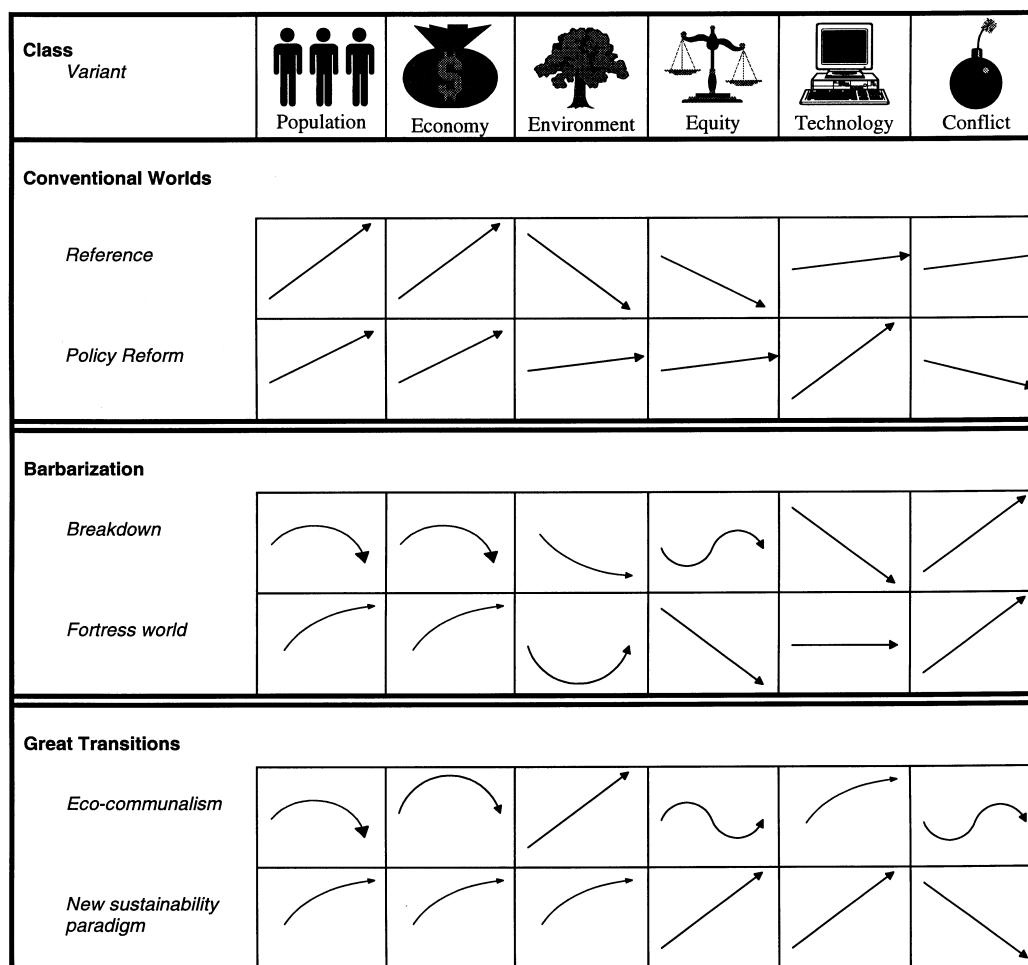 Class
Variant
$
Population
Economy
Environment
Equity
Technology
Conflict
Conventional Worlds
Reference
Policy Reform
Barbarization
Breakdown
Fortress world
Great Transitions
Eco-communalism
New sustainability
paradigm